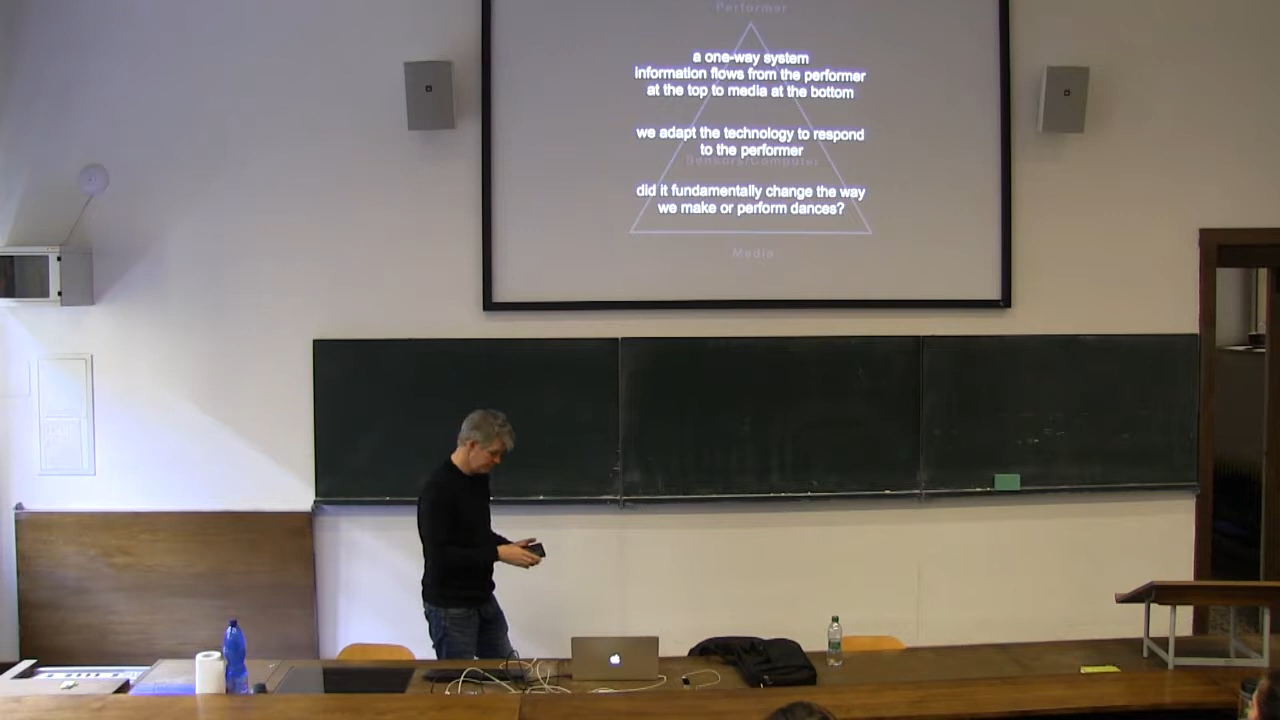 Performer
a one-way system
information flows from the performer
at the top to media at the bottom
we adapt the technology to respond
to the performer
Sensors/Computer
did it fundamentally change the way
we make or perform dances?
Media